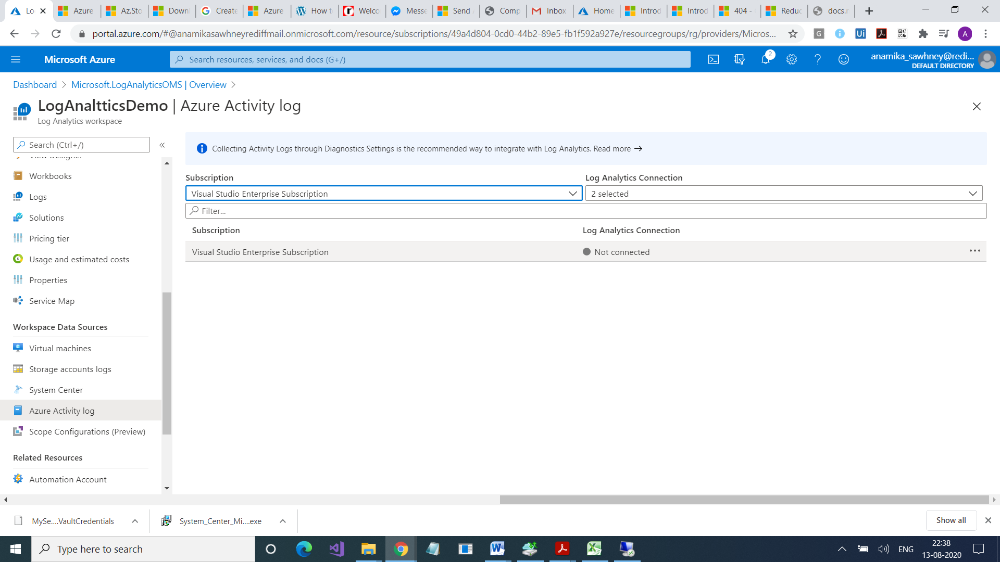 Lo
Azure
Az.Sto
Down
Create
Azure
How t
Welco
Messe
Send
Comp
Inbox
Home
Introd
Introd
404 -
Reduc
docs.r
portal.azure.com/#@anamikasawhneyrediffmail.onmicrosoft.com/resource/subscriptions/49a4d804-0cd0-44b2-89e5-fb1f592a927e/resourcegroups/rg/providers/Micros...
Microsoft Azure
Search resources, services, and docs (G+/)
2
anamika_sawhney@redi...
DEFAULT DIRECTORY
Dashboard > Microsoft.LogAnalyticsOMS | Overview >
LogAnaltticsDemo | Azure Activity log
Log Analytics workspace
Search (Ctrl+/)
«
View Designer
Workbooks
Logs
Solutions
Pricing tier
Usage and estimated costs
Properties
Service Map
Workspace Data Sources
Virtual machines
Storage accounts logs
System Center
Azure Activity log
Scope Configurations (Preview)
Related Resources
Automation Account
Collecting Activity Logs through Diagnostics Settings is the recommended way to integrate with Log Analytics. Read more →
Subscription
Log Analytics Connection
Visual Studio Enterprise Subscription
2 selected
Filter...
Subscription
Log Analytics Connection
Visual Studio Enterprise Subscription
Not connected
MySe....VaultCredentials
System_Center_Mi....exe
Show all
Type here to search
ENG
22:38
13-08-2020